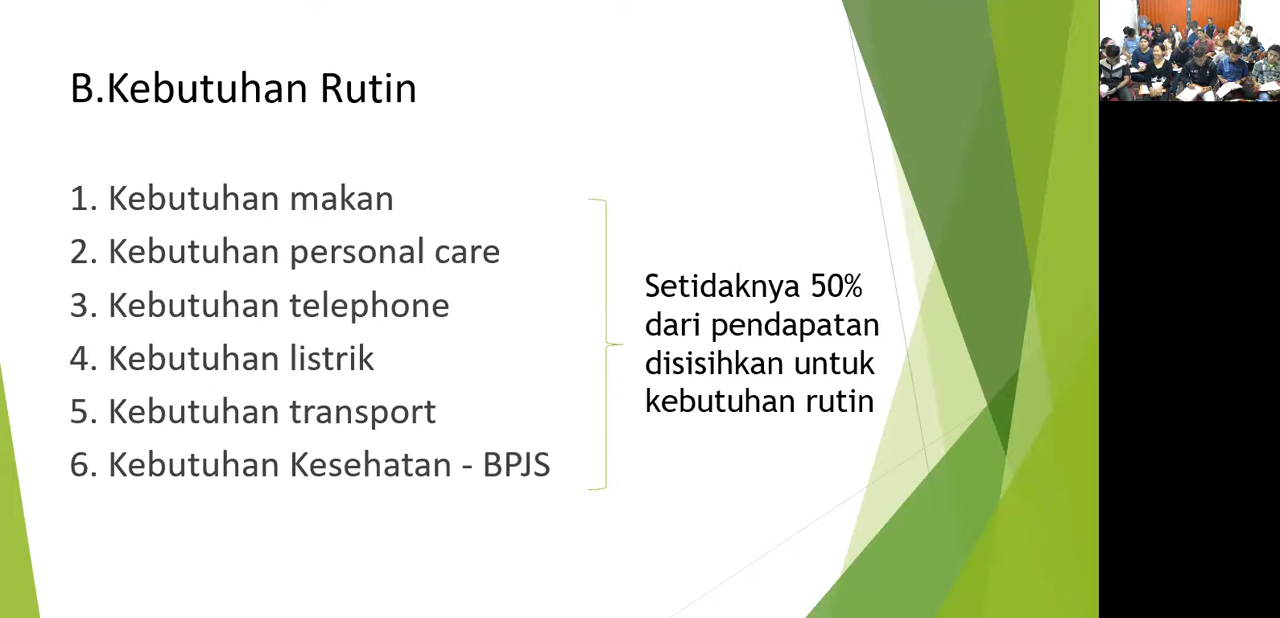 B.Kebutuhan Rutin
1. Kebutuhan makan
2. Kebutuhan personal care
3. Kebutuhan telephone
4. Kebutuhan listrik
5. Kebutuhan transport
6. Kebutuhan Kesehatan - BPJS
Setidaknya 50%
dari pendapatan
disisihkan untuk
kebutuhan rutin